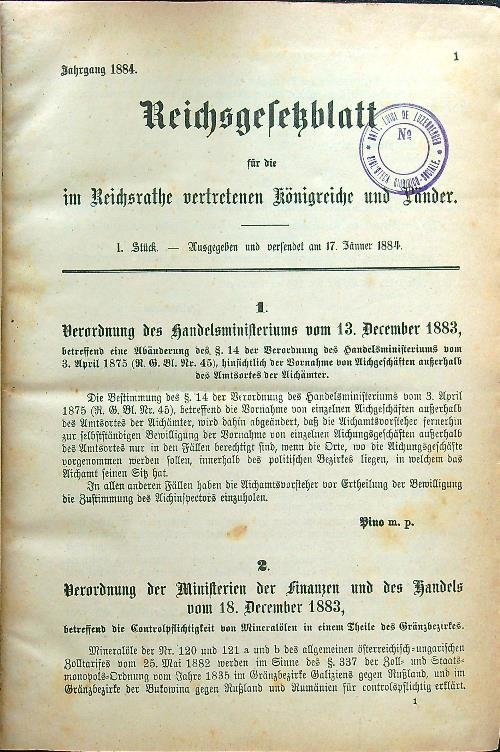 1
Jahrgang 1884.
Reichsgesetzblatt
für die
im Reichsrathe vertretenen Königreiche und Länder.
DOTT. LUIGI DE LUZENBERGER
Nº
BIBLIOTECA GIURIDICO-SOCIALE.
I. Stück. — Ausgegeben und versendet am 17. Jänner 1884.
1.
Verordnung des Handelsministeriums vom 13. December 1883,
betreffend eine Abänderung des §. 14 der Verordnung des Handelsministeriums vom
3. April 1875 (R. G. Bl. Nr. 45), hinsichtlich der Vornahme von Aichgeschäften außerhalb
des Amtsortes der Aichämter.
Die Bestimmung des §. 14 der Verordnung des Handelsministeriums vom 3. April
1875 (R. G. Bl. Nr. 45), betreffend die Vornahme von einzelnen Aichgeschäften außerhalb
des Amtsortes der Aichämter, wird dahin abgeändert, daß die Aichamtsvorsteher fernerhin
zur selbstständigen Bewilligung der Vornahme von einzelnen Aichungsgeschäften außerhalb
des Amtsortes nur in den Fällen berechtigt sind, wenn die Orte, wo die Aichungsgeschäfte
vorgenommen werden sollen, innerhalb des politischen Bezirkes liegen, in welchem das
Aichamt seinen Sitz hat.
In allen anderen Fällen haben die Aichamtsvorsteher vor Ertheilung der Bewilligung
die Zustimmung des Aichinspectors einzuholen.
Pino m. p.
2.
Verordnung der Ministerien der Finanzen und des Handels
vom 18. December 1883,
betreffend die Controlpflichtigkeit von Mineralölen in einem Theile des Gränzbezirkes.
Mineralöle der Nr. 120 und 121 a und b des allgemeinen österreichisch-ungarischen
Zolltarifes vom 25. Mai 1882 werden im Sinne des §. 337 der Zoll- und Staats-
monopols-Ordnung vom Jahre 1835 im Gränzbezirke Galiziens gegen Rußland, und im
Gränzbezirke der Bukowina gegen Rußland und Rumänien für controlpflichtig erklärt.
1